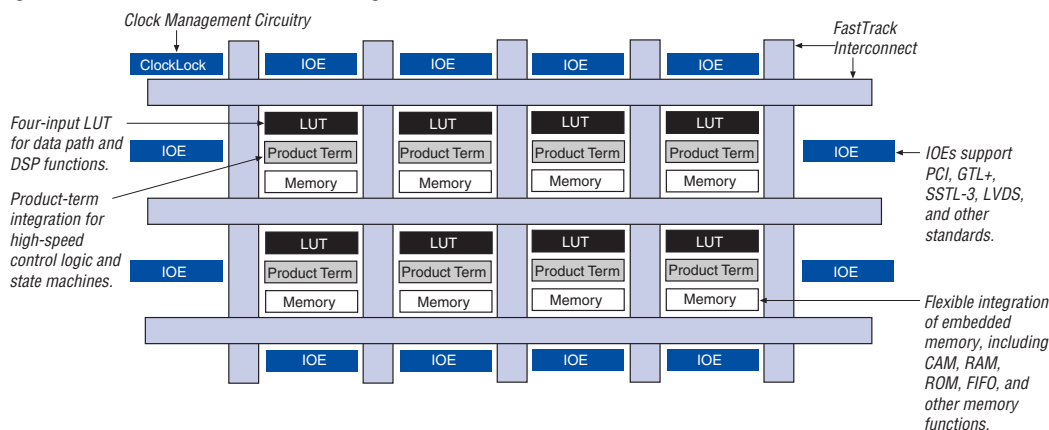 Clock Management Circuitry
FastTrack
Interconnect
ClockLock
IOE
IOE
IOE
IOE
Four-input LUT
for data path and
DSP functions.
LUT
LUT
LUT
LUT
IOE
Product Term
Product Term
Product Term
Product Term
IOE
IOEs support
PCI, GTL+,
SSTL-3, LVDS,
and other
standards.
Memory
Memory
Memory
Memory
Product-term
integration for
high-speed
control logic and
state machines.
LUT
LUT
LUT
LUT
IOE
Product Term
Product Term
Product Term
Product Term
IOE
Memory
Memory
Memory
Memory
Flexible integration
of embedded
memory, including
CAM, RAM,
ROM, FIFO, and
other memory
functions.
IOE
IOE
IOE
IOE